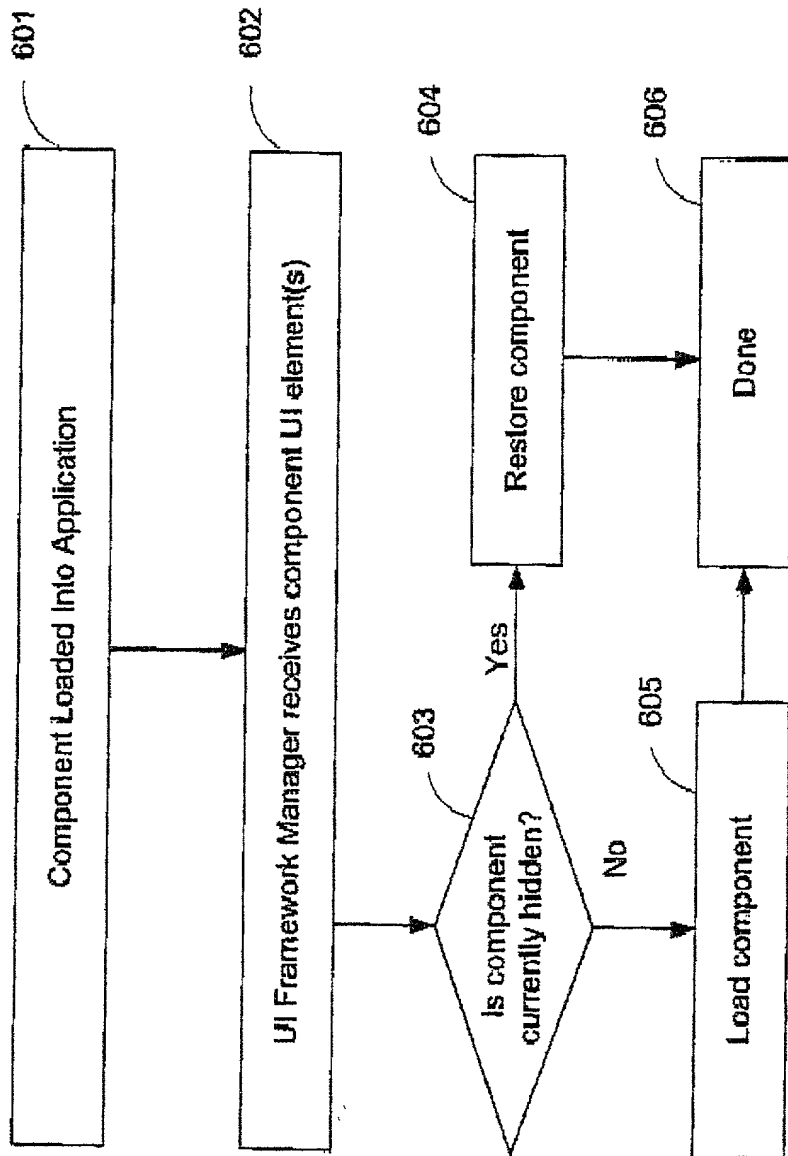 601
Component Loaded Into Application
602
UI Framework Manager receives component UI element(s)
603
Is component
currently hidden?
Yes
604
Restore component
No
605
Load component
606
Done